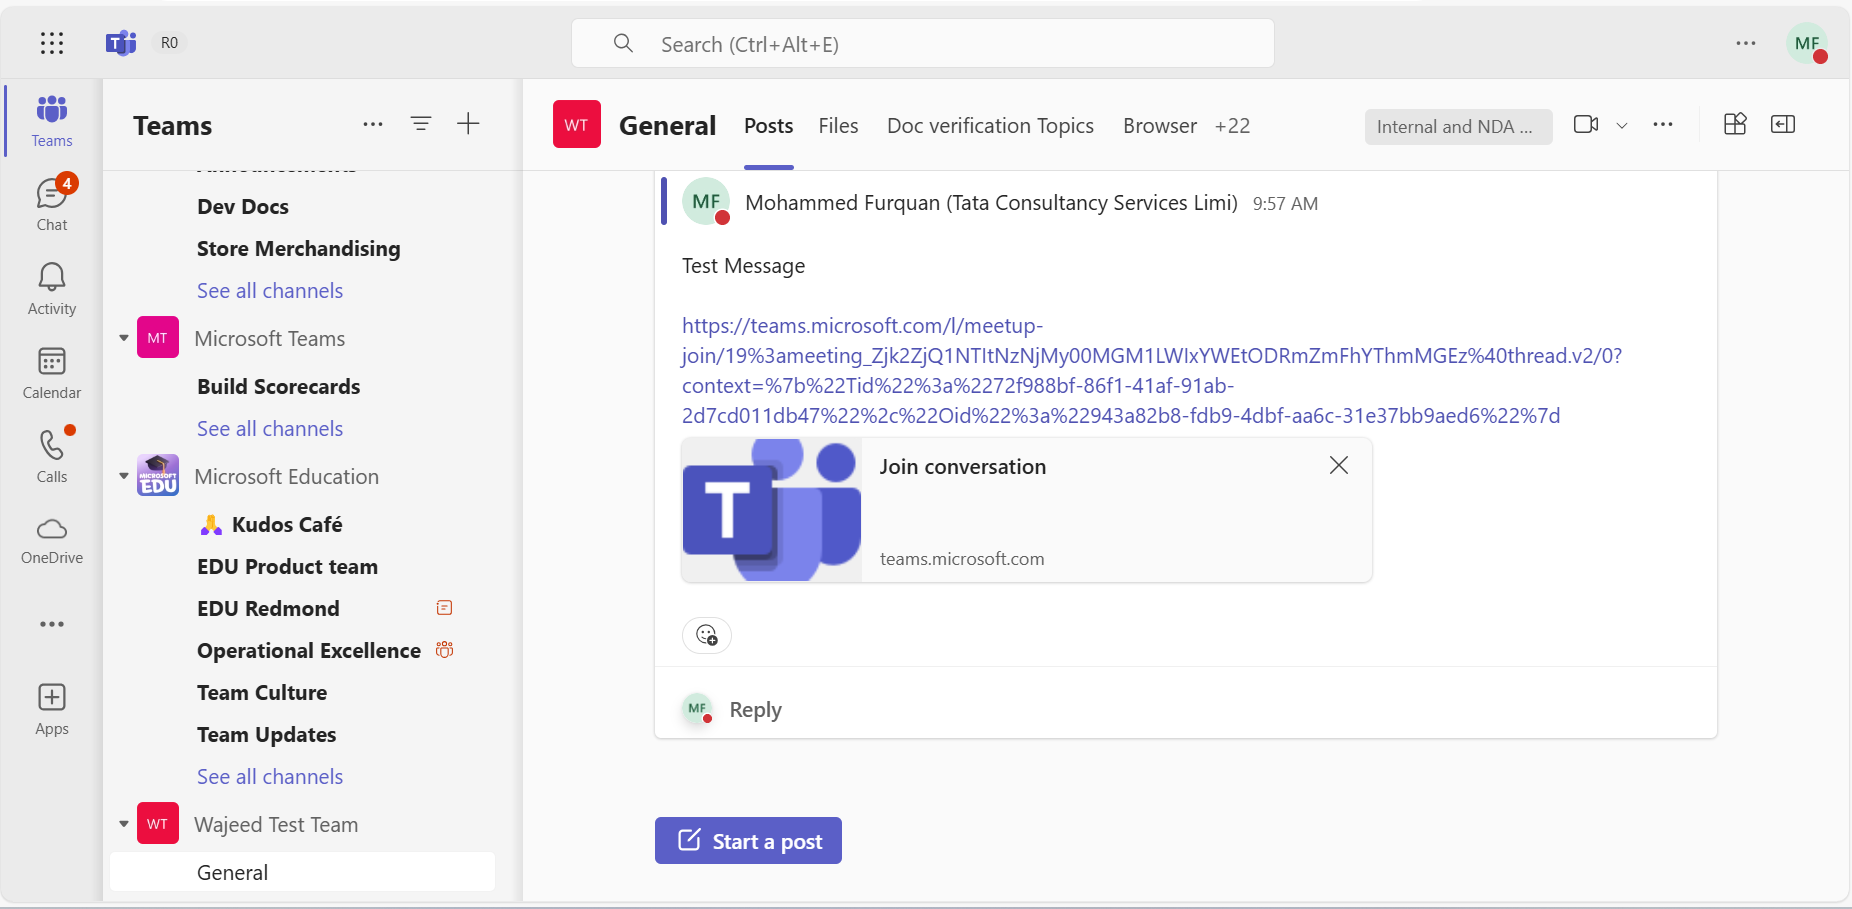 R0
Search (Ctrl+Alt+E)
MF
Teams
4
Chat
Activity
Calendar
Calls
OneDrive
Apps
Teams
Announcements
Dev Docs
Store Merchandising
See all channels
MT Microsoft Teams
Build Scorecards
See all channels
MICROSOFT EDU Microsoft Education
Kudos Café
EDU Product team
EDU Redmond
Operational Excellence
Team Culture
Team Updates
See all channels
WT Wajeed Test Team
General
WT General Posts Files Doc verification Topics Browser +22 Internal and NDA ...
MF Mohammed Furquan (Tata Consultancy Services Limi) 9:57 AM
Test Message
https://teams.microsoft.com/l/meetup-
join/19%3ameeting_Zjk2ZjQ1NTItNzNjMy00MGM1LWIxYWEtODRmZmFhYThmMGEz%40thread.v2/0?
context=%7b%22Tid%22%3a%2272f988bf-86f1-41af-91ab-
2d7cd011db47%22%2c%22Oid%22%3a%22943a82b8-fdb9-4dbf-aa6c-31e37bb9aed6%22%7d
T
Join conversation
teams.microsoft.com
MF Reply
Start a post